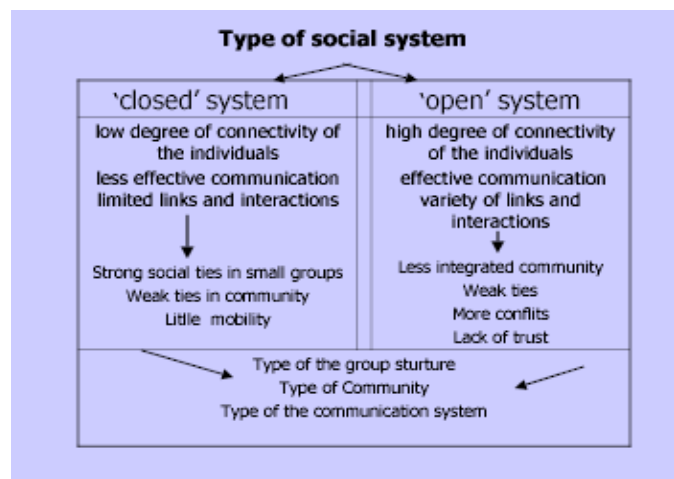 Type of social system
‘closed’ system
low degree of connectivity of
the individuals
less effective communication
limited links and interactions
Strong social ties in small groups
Weak ties in community
Litlle mobility
‘open’ system
high degree of connectivity
of the individuals
effective communication
variety of links and
interactions
Less integrated community
Weak ties
More conflits
Lack of trust
Type of the group sturture
Type of Community
Type of the communication system